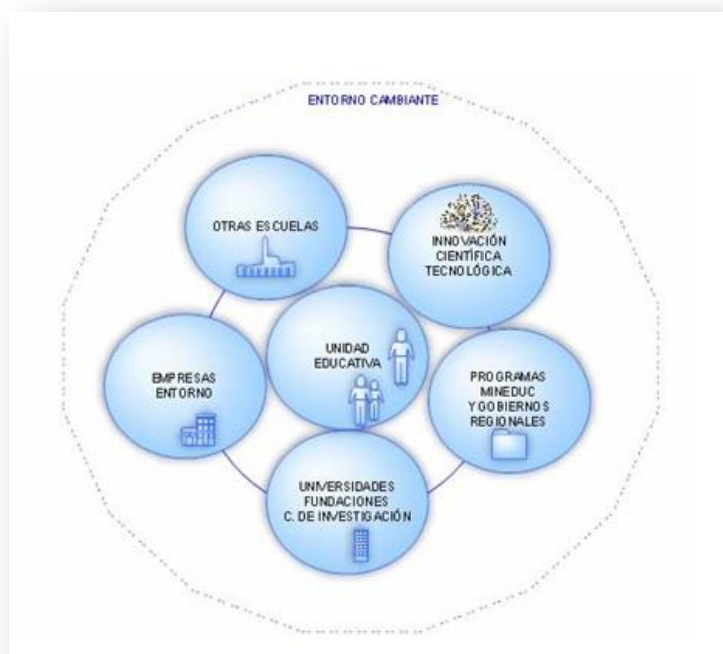 ENTORNO CAMBIANTE
OTRAS ESCUELAS
INNOVACIÓN
CIENTÍFICA
TECNOLÓGICA
UNIDAD
EDUCATIVA
EMPRESAS
ENTORNO
PROGRAMAS
MINEDUC
Y GOBIERNOS
REGIONALES
UNIVERSIDADES
FUNDACIONES
C. DE INVESTIGACIÓN